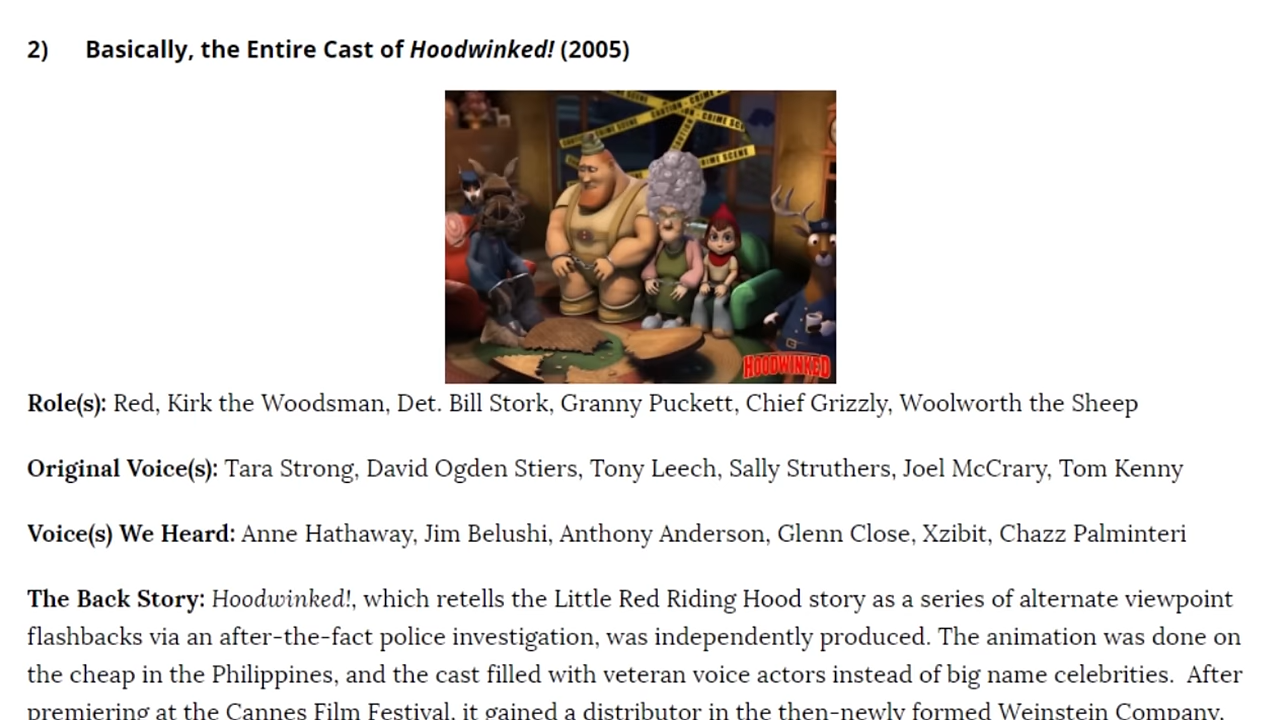 2) Basically, the Entire Cast of Hoodwinked! (2005)
CAUTION CRIME SCENE
CRIME SCENE
HOODWINKED
Role(s): Red, Kirk the Woodsman, Det. Bill Stork, Granny Puckett, Chief Grizzly, Woolworth the Sheep
Original Voice(s): Tara Strong, David Ogden Stiers, Tony Leech, Sally Struthers, Joel McCrary, Tom Kenny
Voice(s) We Heard: Anne Hathaway, Jim Belushi, Anthony Anderson, Glenn Close, Xzibit, Chazz Palminteri
The Back Story: Hoodwinked!, which retells the Little Red Riding Hood story as a series of alternate viewpoint
flashbacks via an after-the-fact police investigation, was independently produced. The animation was done on
the cheap in the Philippines, and the cast filled with veteran voice actors instead of big name celebrities. After
premiering at the Cannes Film Festival, it gained a distributor in the then-newly formed Weinstein Company.